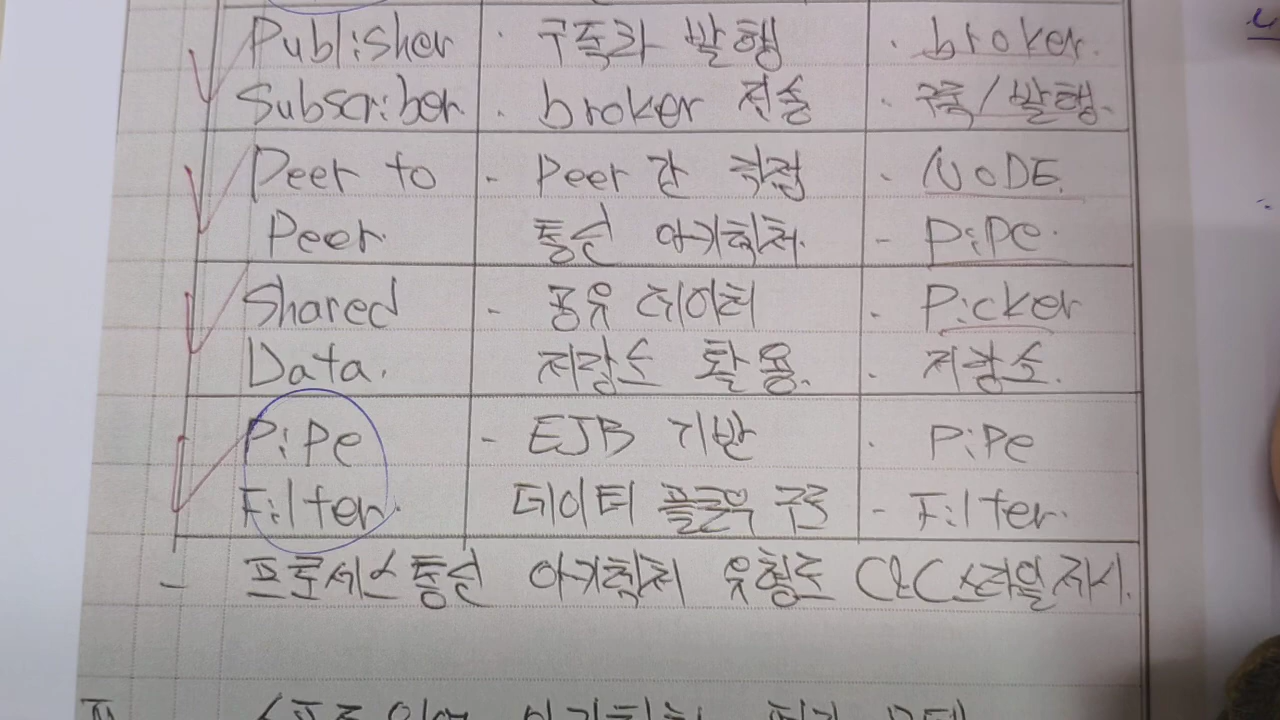 Publisher · 구독과 발행 · broker.
Subscriber. · broker 전송 · 구독/발행.
Peer to - Peer 간 직접 · NODE.
Peer. 통신 아키텍처. - Pipe.
Shared - 공유 데이터 · Picker
Data. 저장소 활용. · 저장소.
Pipe - EJB 기반 · Pipe
Filter. 데이터 플로우 구조 - Filter.
- 프로세스통신 아키텍처 유형로 C&C스타일 제시.